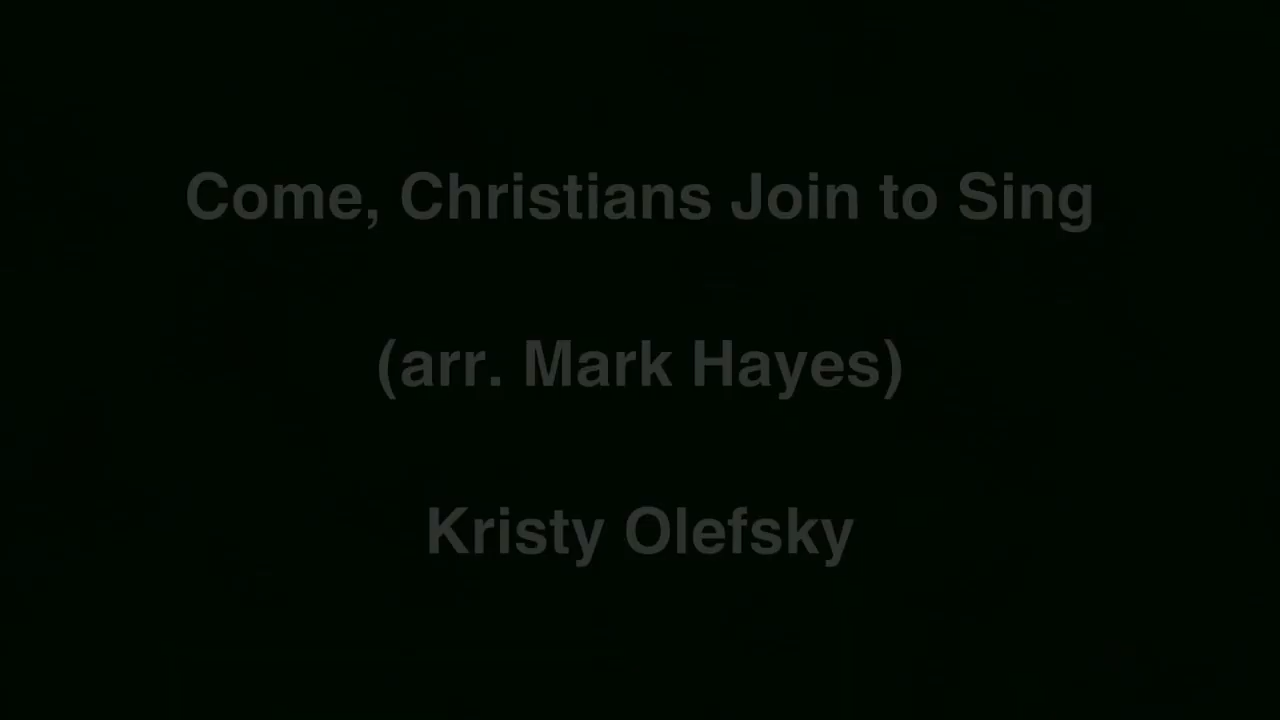 Come, Christians Join to Sing
(arr. Mark Hayes)
Kristy Olefsky